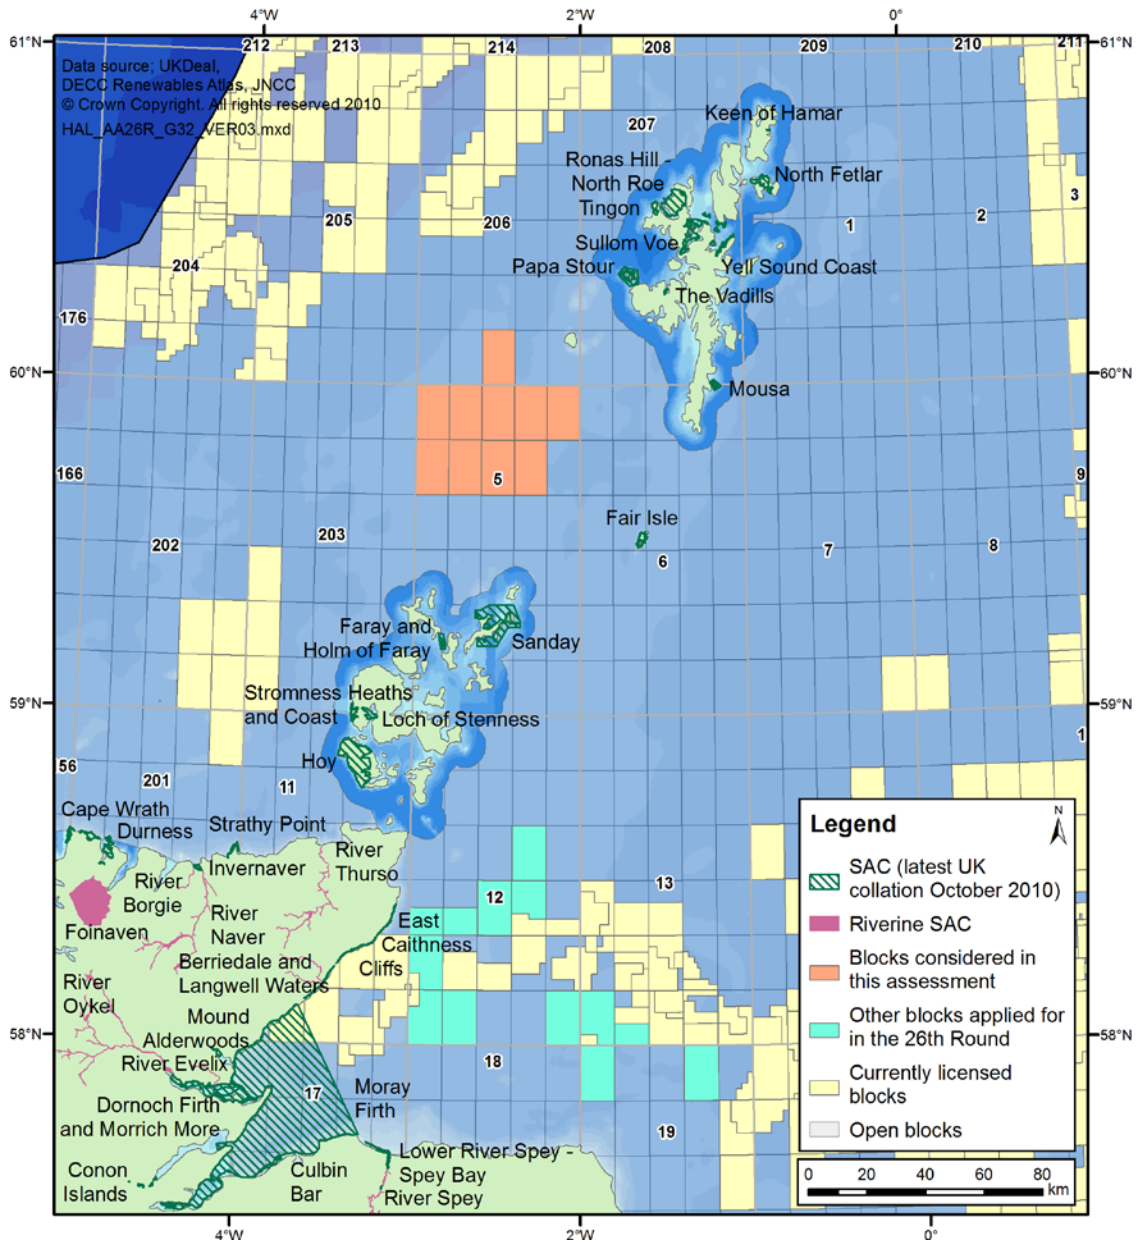 4°W
2°W
0°
61°N
61°N
212
213
214
208
209
210
211
Data source; UKDeal,
DECC Renewables Atlas, JNCC
© Crown Copyright. All rights reserved 2010
HAL_AA26R_G32_VER03.mxd
207
Keen of Hamar
Ronas Hill -
North Roe
Tingon
North Fetlar
3
205
206
1
2
Sullom Voe
204
Papa Stour
Yell Sound Coast
The Vadills
176
60°N
60°N
Mousa
166
5
9
Fair Isle
202
203
6
7
8
Faray and
Holm of Faray
Sanday
Stromness Heaths
and Coast
59°N
59°N
Loch of Stenness
1
Hoy
56
201
11
Cape Wrath
Durness
Strathy Point
River
Thurso
Invernaver
River
Borgie
Foinaven
River
Naver
12
13
East
Caithness
Cliffs
Berriedale and
Langwell Waters
River
Oykel
Mound
Alderwoods
58°N
58°N
River Evelix
18
17
Moray
Firth
Dornoch Firth
and Morrich More
19
Lower River Spey -
Spey Bay
Conon
Islands
Culbin
Bar
River Spey
Legend
N
SAC (latest UK
collation October 2010)
Riverine SAC
Blocks considered in
this assessment
Other blocks applied for
in the 26th Round
Currently licensed
blocks
Open blocks
0 20 40 60 80
km
4°W
2°W
0°